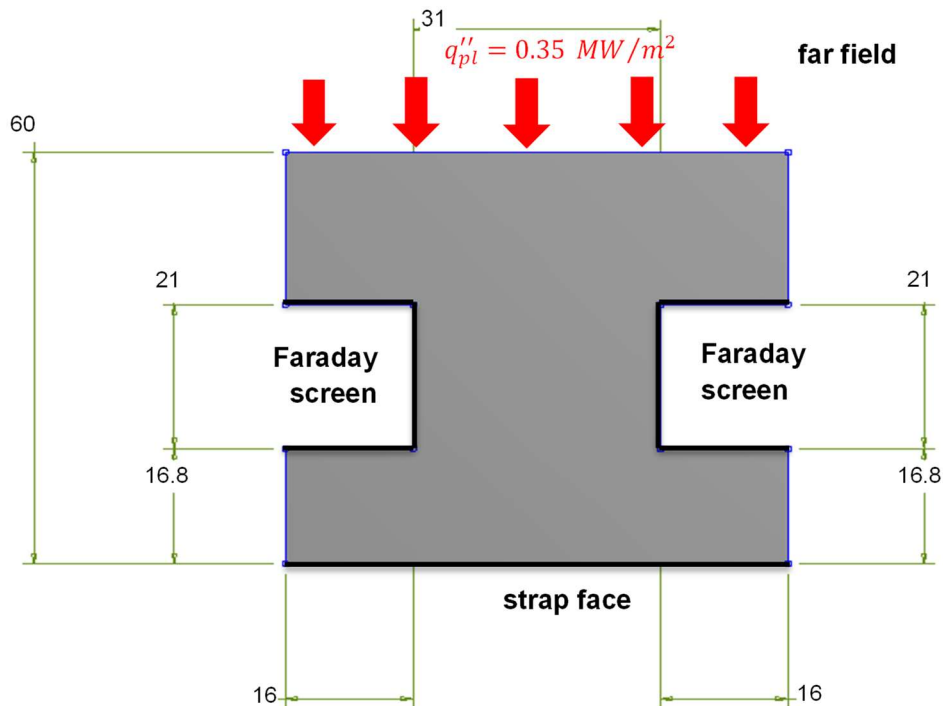 31
q''ₚₗ = 0.35 MW/m²
far field
60
21
21
Faraday
screen
Faraday
screen
16.8
16.8
strap face
16
16